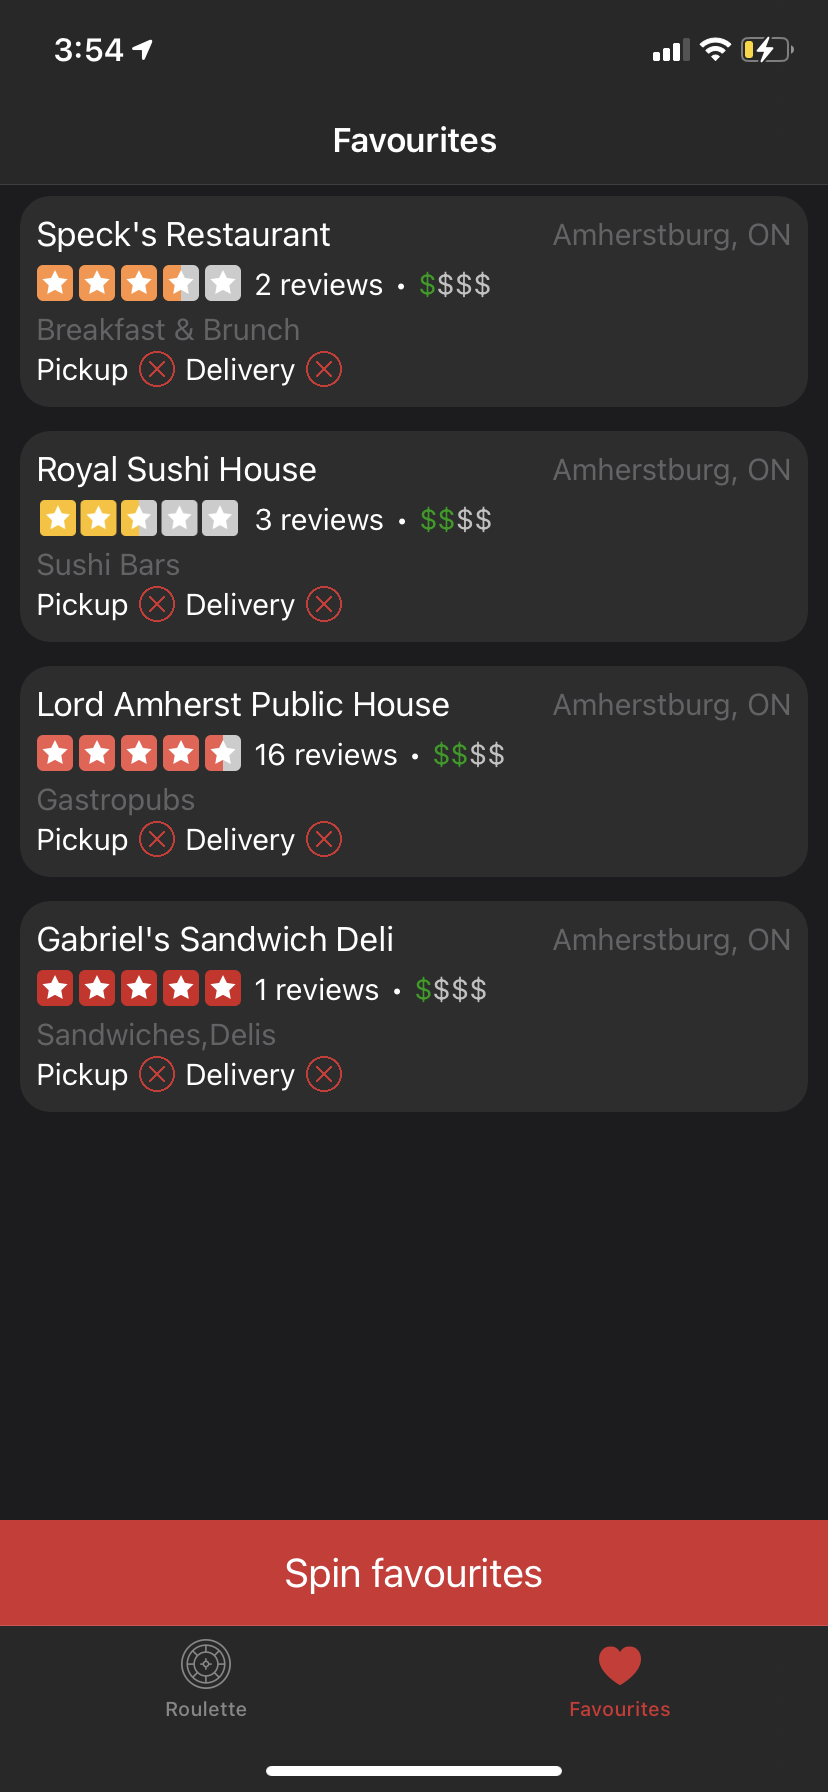 3:54
Favourites
Speck's Restaurant Amherstburg, ON
2 reviews • $$$$
Breakfast & Brunch
Pickup Delivery
Royal Sushi House Amherstburg, ON
3 reviews • $$$$
Sushi Bars
Pickup Delivery
Lord Amherst Public House Amherstburg, ON
16 reviews • $$$$
Gastropubs
Pickup Delivery
Gabriel's Sandwich Deli Amherstburg, ON
1 reviews • $$$$
Sandwiches,Delis
Pickup Delivery
Spin favourites
Roulette Favourites